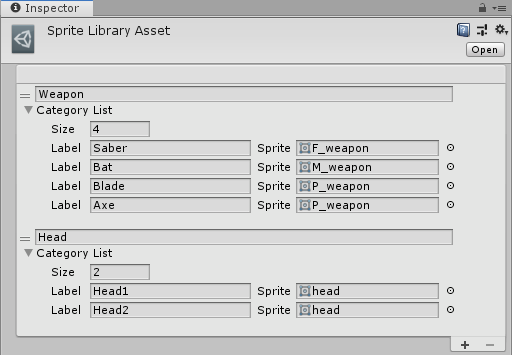 Inspector
Sprite Library Asset
Open
Weapon
Category List
Size 4
Label Saber Sprite F_weapon
Label Bat Sprite M_weapon
Label Blade Sprite P_weapon
Label Axe Sprite P_weapon
Head
Category List
Size 2
Label Head1 Sprite head
Label Head2 Sprite head